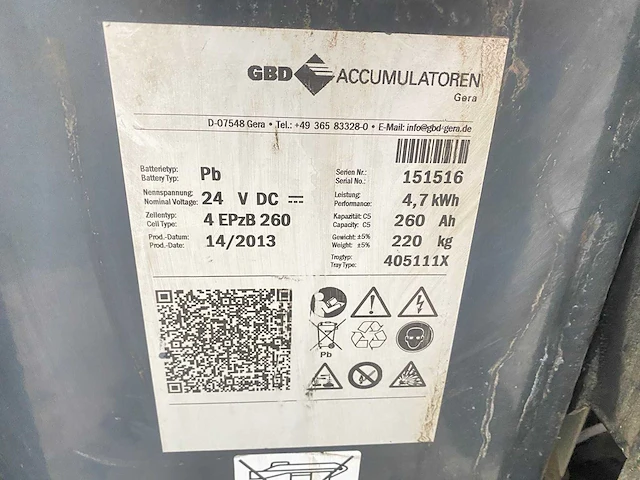 GBD ACCUMULATOREN
Gera
D-07548 Gera • Tel.: +49 365 83328-0 • E-Mail: info@gbd-gera.de
Batterietyp: Pb
Battery Type:
Nennspannung: 24 V DC
Nominal Voltage:
Zellentyp: 4 EPzB 260
Cell Type:
Prod.-Datum: 14/2013
Prod.-Date:
Serien Nr.: 151516
Serial No.:
Leistung: 4,7 kWh
Performance:
Kapazität: C5 260 Ah
Capacity: C5
Gewicht: ±5% 220 kg
Weight: ±5%
Trogtyp: 405111X
Tray Type:
Pb